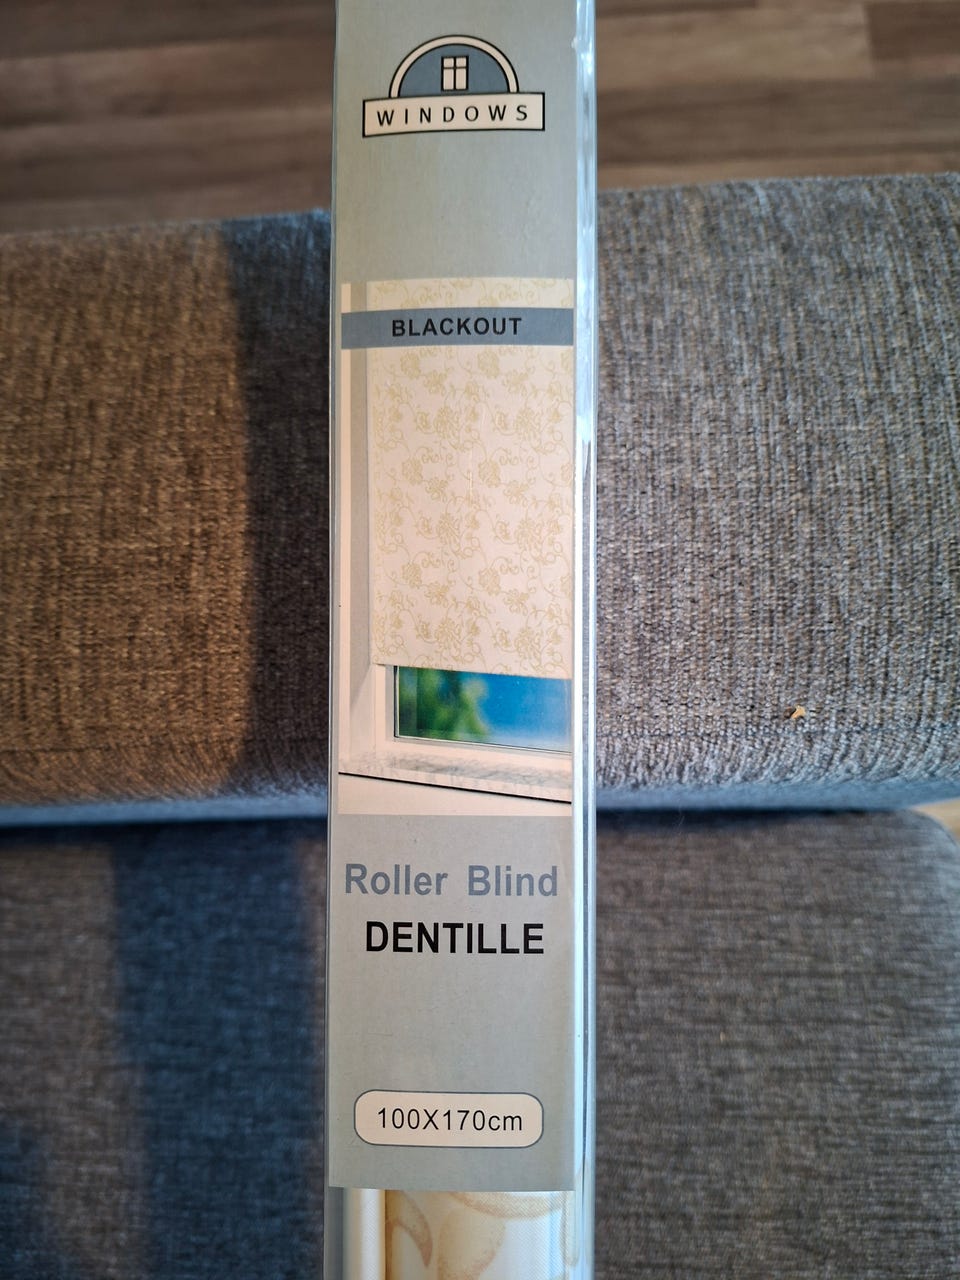 WINDOWS
BLACKOUT
Roller Blind
DENTILLE
100X170cm